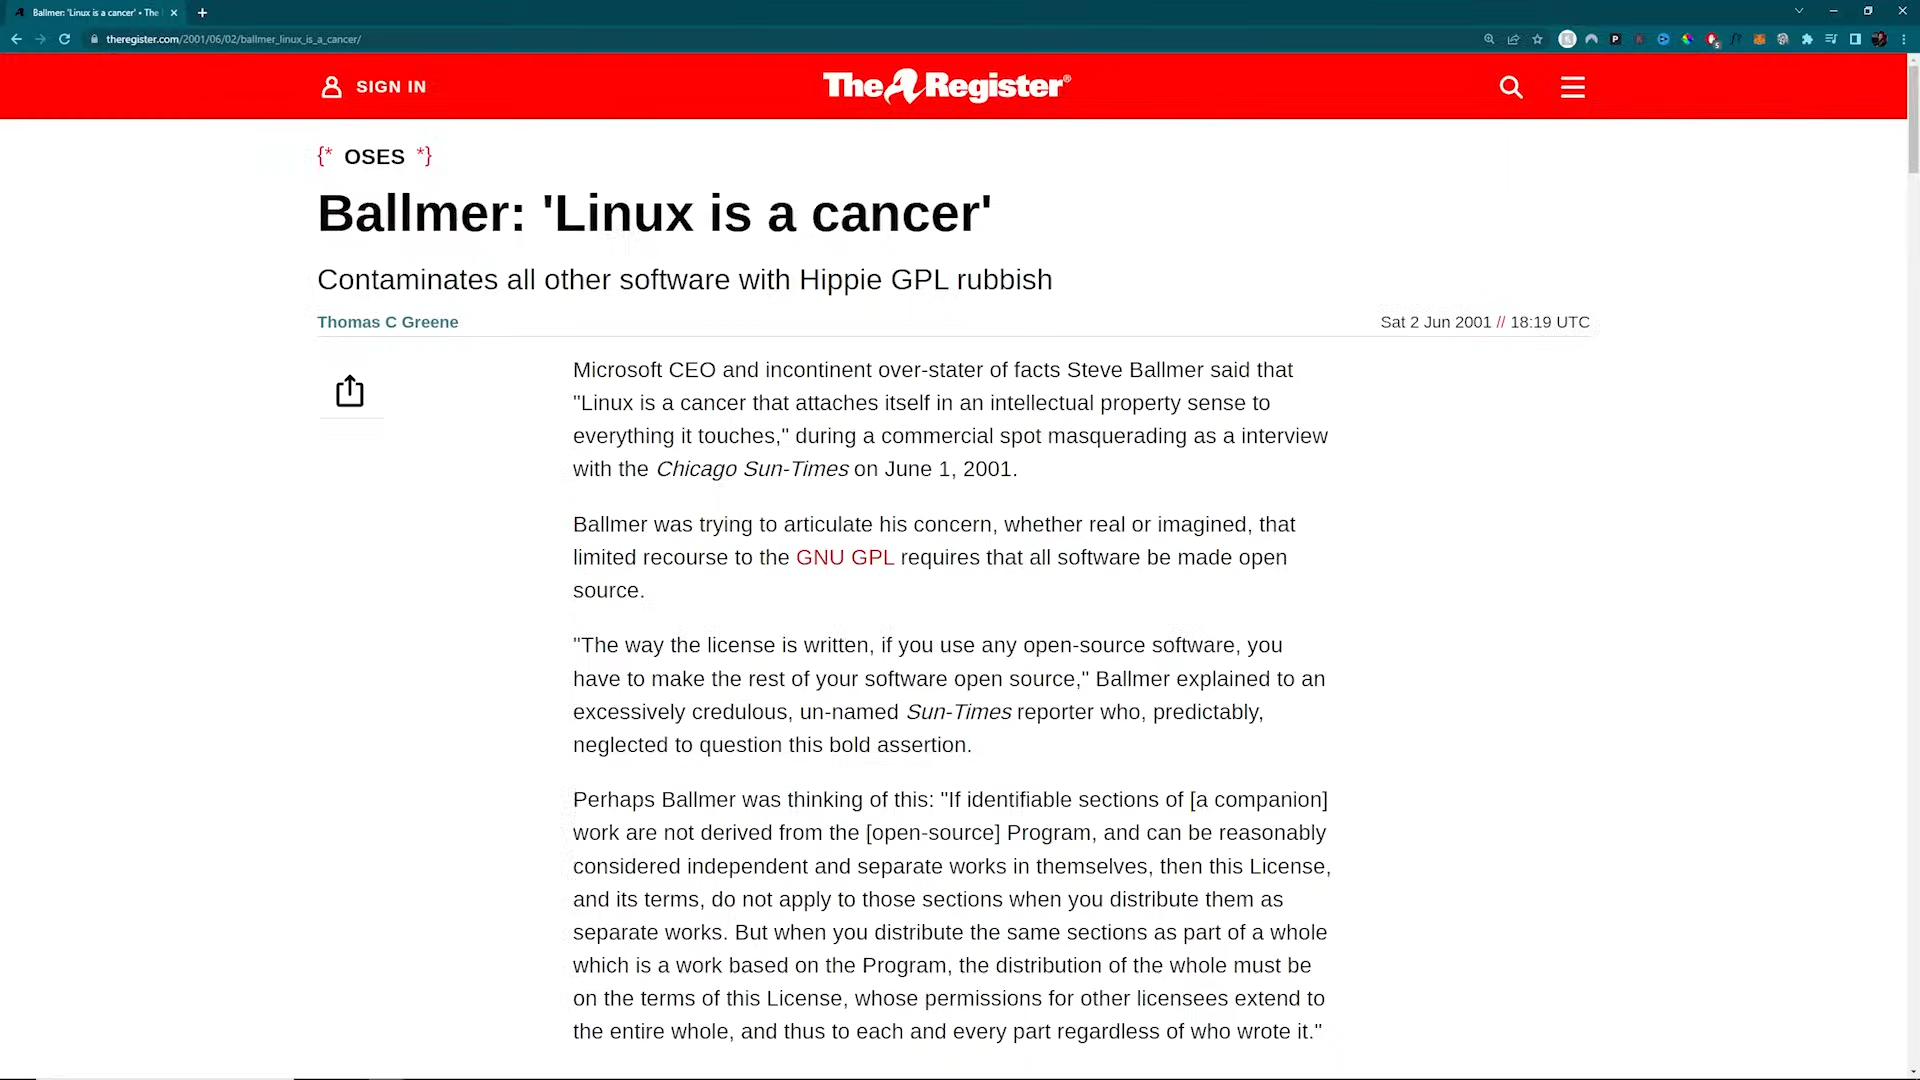 Ballmer: 'Linux is a cancer' • The
theregister.com/2001/06/02/ballmer_linux_is_a_cancer/
SIGN IN
The Register®
{* OSES *}
Ballmer: 'Linux is a cancer'
Contaminates all other software with Hippie GPL rubbish
Thomas C Greene
Sat 2 Jun 2001 // 18:19 UTC
Microsoft CEO and incontinent over-stater of facts Steve Ballmer said that
"Linux is a cancer that attaches itself in an intellectual property sense to
everything it touches," during a commercial spot masquerading as a interview
with the Chicago Sun-Times on June 1, 2001.
Ballmer was trying to articulate his concern, whether real or imagined, that
limited recourse to the GNU GPL requires that all software be made open
source.
"The way the license is written, if you use any open-source software, you
have to make the rest of your software open source," Ballmer explained to an
excessively credulous, un-named Sun-Times reporter who, predictably,
neglected to question this bold assertion.
Perhaps Ballmer was thinking of this: "If identifiable sections of [a companion]
work are not derived from the [open-source] Program, and can be reasonably
considered independent and separate works in themselves, then this License,
and its terms, do not apply to those sections when you distribute them as
separate works. But when you distribute the same sections as part of a whole
which is a work based on the Program, the distribution of the whole must be
on the terms of this License, whose permissions for other licensees extend to
the entire whole, and thus to each and every part regardless of who wrote it."